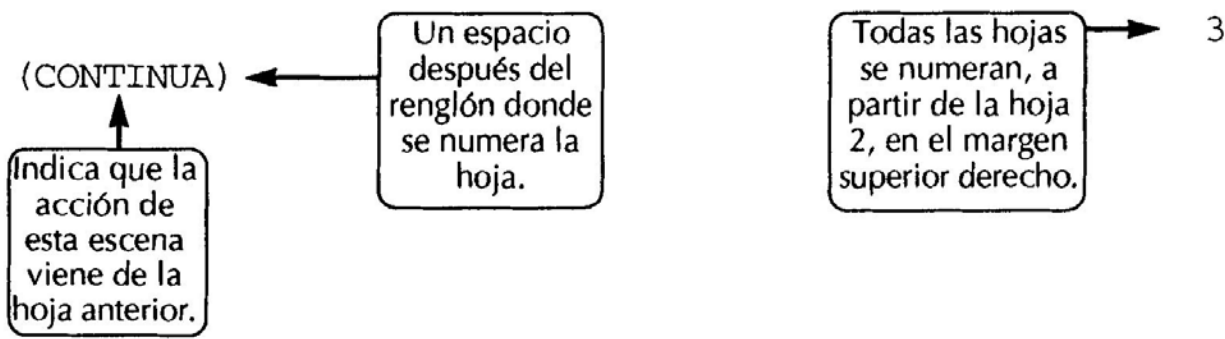 (CONTINUA)
Un espacio
después del
renglón donde
se numera la
hoja.
Todas las hojas
se numeran, a
partir de la hoja
2, en el margen
superior derecho.
3
Indica que la
acción de
esta escena
viene de la
hoja anterior.